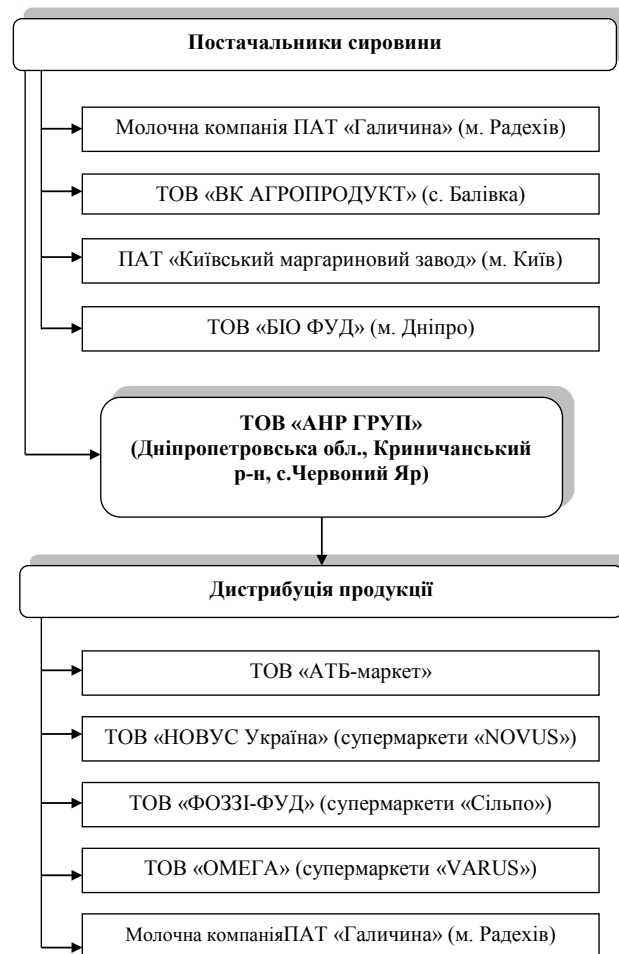 Постачальники сировини
Молочна компанія ПАТ «Галичина» (м. Радехів)
ТОВ «ВК АГРОПРОДУКТ» (с. Балівка)
ПАТ «Київський маргариновий завод» (м. Київ)
ТОВ «БІО ФУД» (м. Дніпро)
ТОВ «АНР ГРУП»
(Дніпропетровська обл., Криничанський
р-н, с.Червоний Яр)
Дистрибуція продукції
ТОВ «АТБ-маркет»
ТОВ «НОВУС Україна» (супермаркети «NOVUS»)
ТОВ «ФОЗЗІ-ФУД» (супермаркети «Сільпо»)
ТОВ «ОМЕГА» (супермаркети «VARUS»)
Молочна компаніяПАТ «Галичина» (м. Радехів)